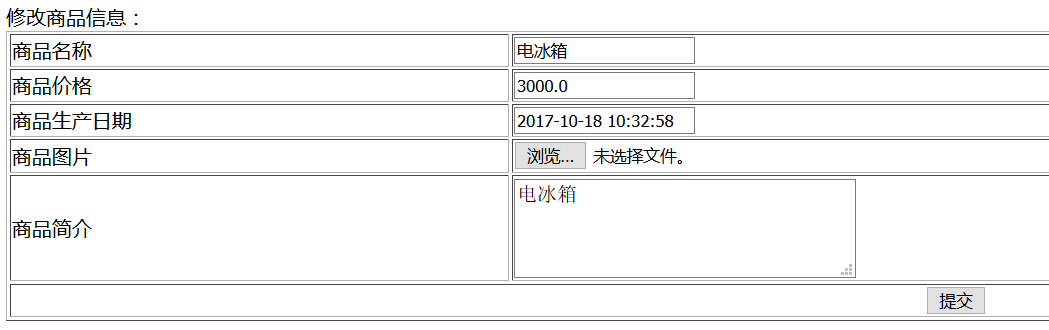 修改商品信息：
商品名称 电冰箱
商品价格 3000.0
商品生产日期 2017-10-18 10:32:58
商品图片 浏览... 未选择文件。
商品简介 电冰箱
提交